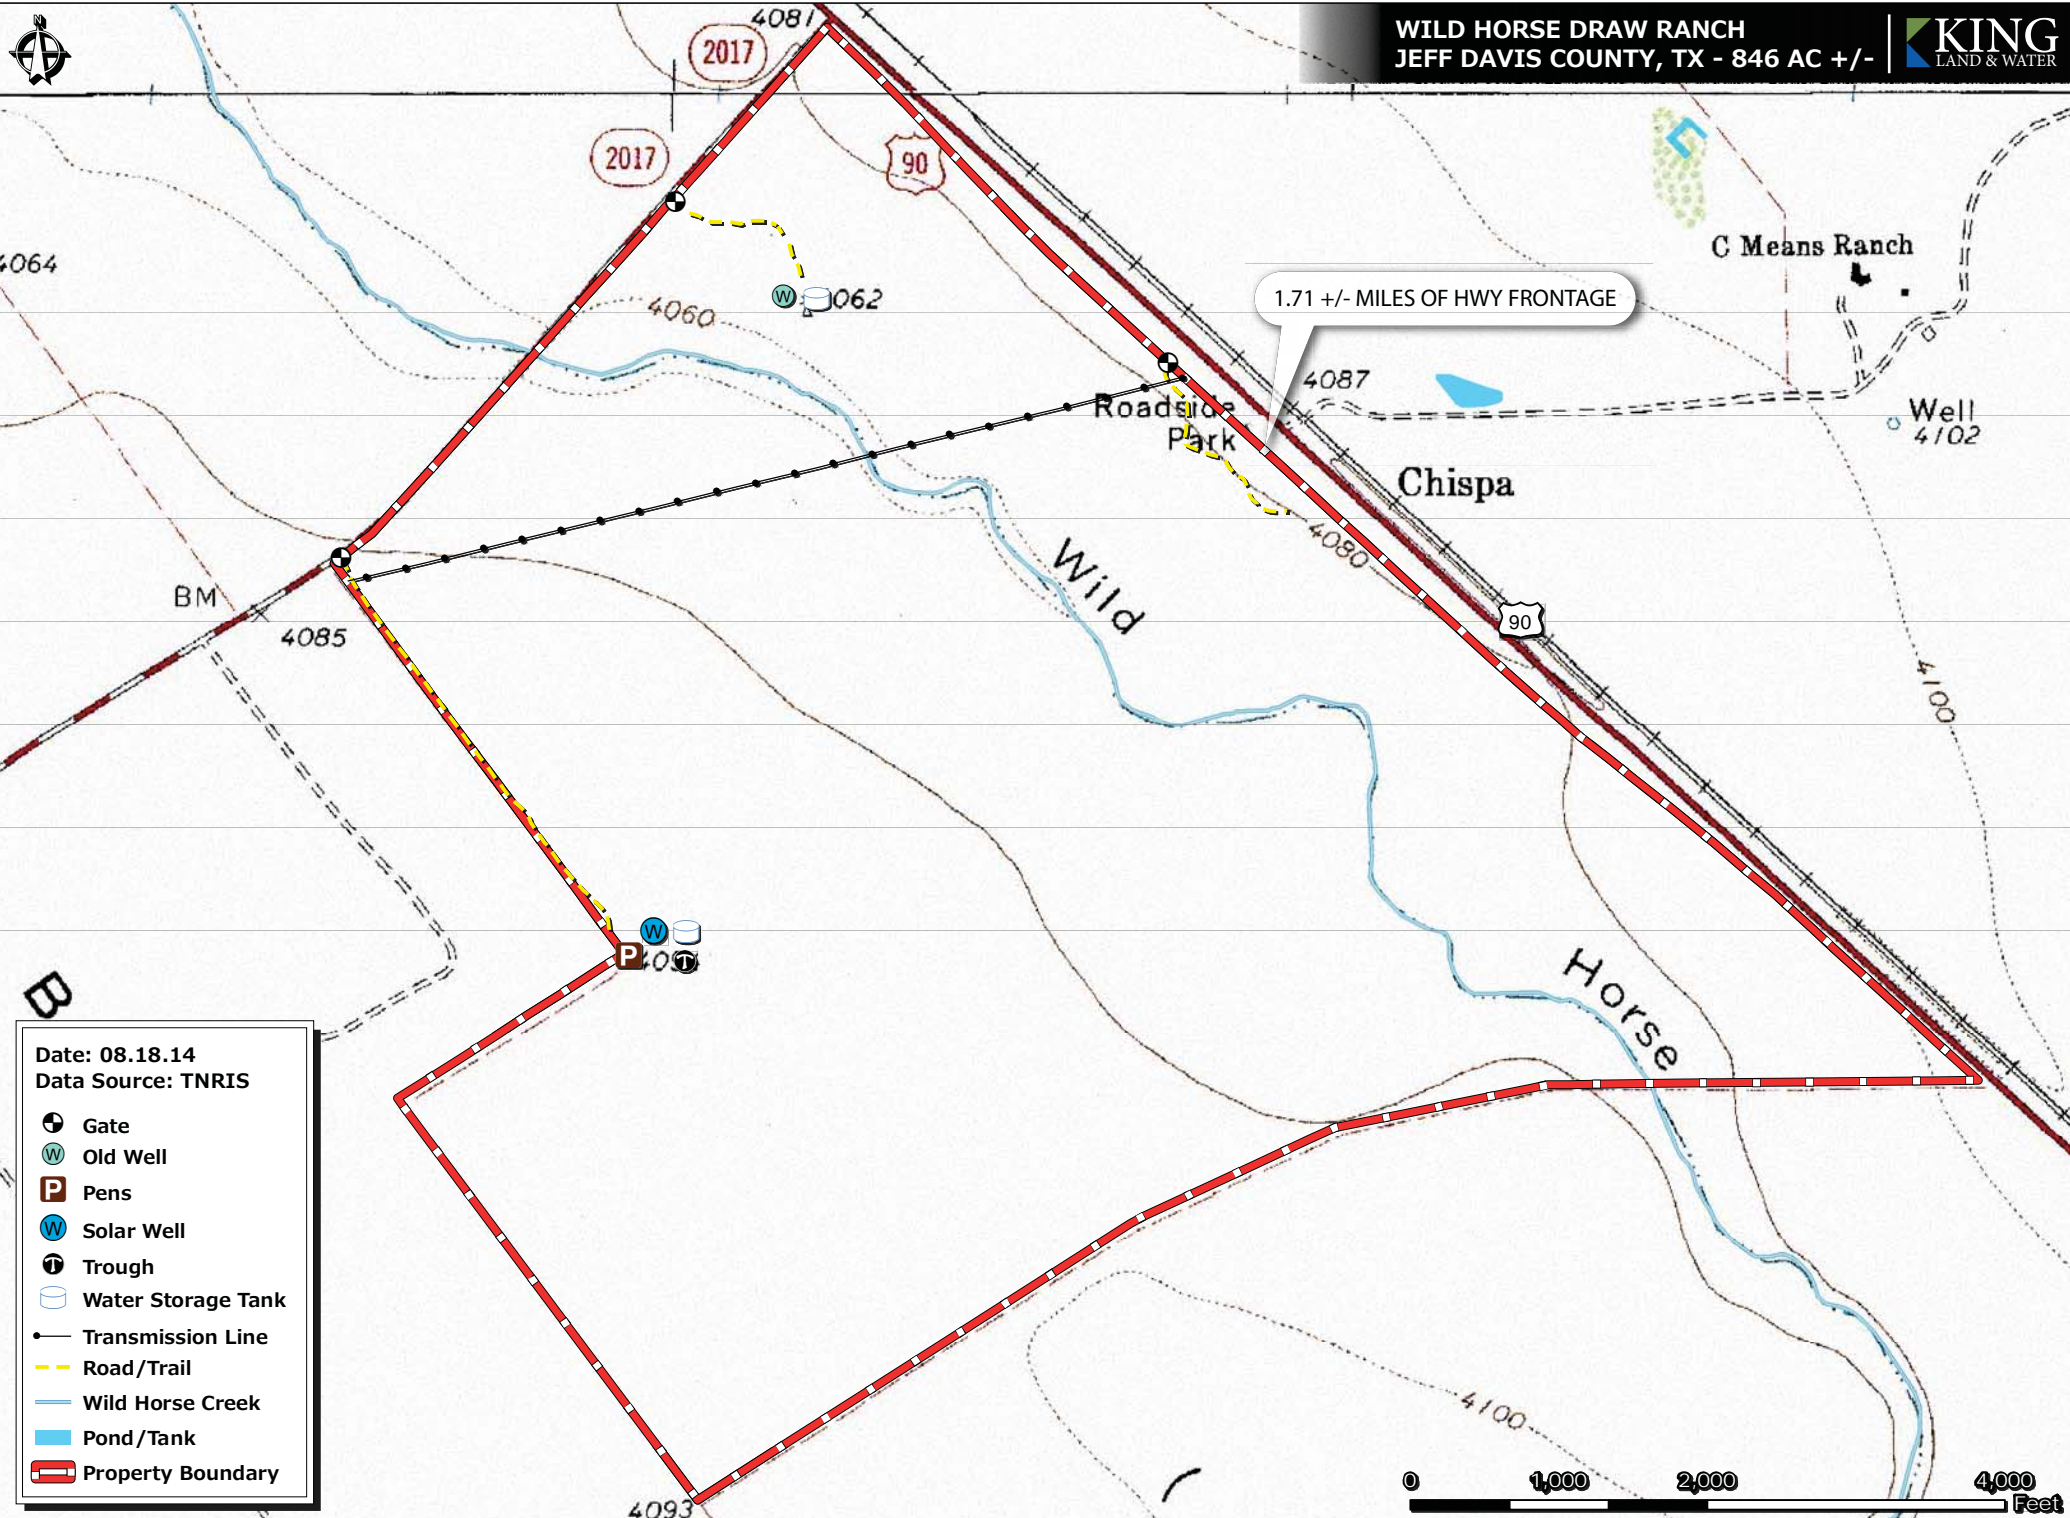 N
4081
2017
WILD HORSE DRAW RANCH
JEFF DAVIS COUNTY, TX - 846 AC +/-
KING
LAND & WATER
2017
90
C Means Ranch
4064
W
062
4060
1.71 +/- MILES OF HWY FRONTAGE
4087
Roadside
Park
Well
4102
Chispa
4080
Wild
BM
4085
90
4100
W
P
T
B
Horse
Date: 08.18.14
Data Source: TNRIS
Gate
W Old Well
P Pens
W Solar Well
T Trough
Water Storage Tank
Transmission Line
Road/Trail
Wild Horse Creek
Pond/Tank
Property Boundary
4100
4093
0 1,000 2,000 4,000
Feet